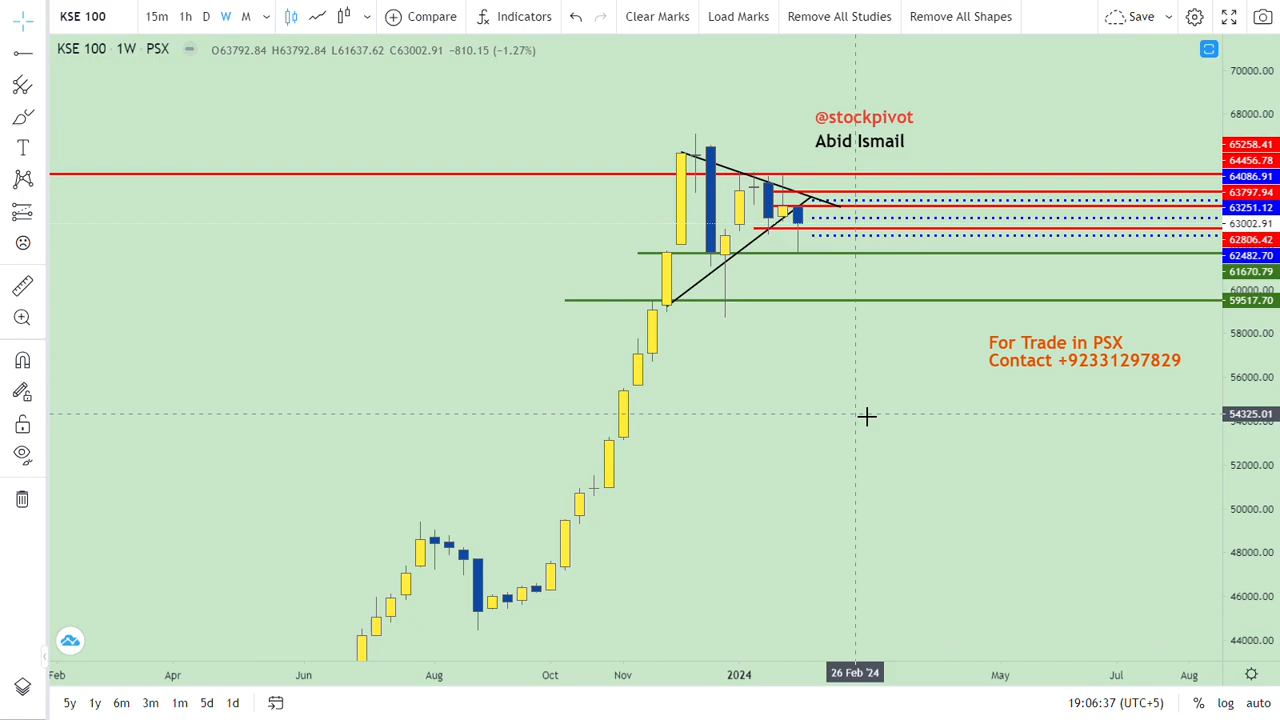 KSE 100 15m 1h D W M Compare Indicators Clear Marks Load Marks Remove All Studies Remove All Shapes Save
KSE 100 · 1W · PSX O63792.84 H63792.84 L61637.62 C63002.91 −810.15 (−1.27%)
70000.00
@stockpivot
68000.00
Abid Ismail
65258.41
64456.78
64086.91
63797.94
63251.12
63002.91
62806.42
62482.70
61670.79
60000.00
59517.70
58000.00
For Trade in PSX
Contact +92331297829
56000.00
54325.01
54000.00
52000.00
50000.00
48000.00
46000.00
44000.00
Feb Apr Jun Aug Oct Nov 2024 26 Feb '24 May Jul Aug
5y 1y 6m 3m 1m 5d 1d 19:06:37 (UTC+5) % log auto